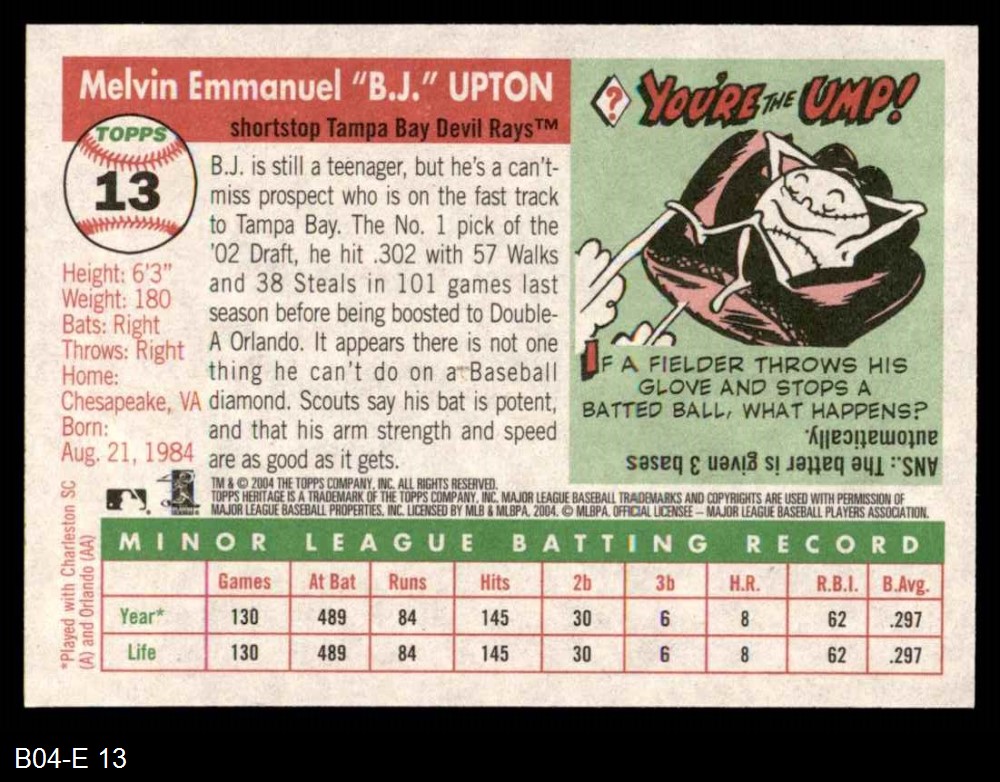 Melvin Emmanuel "B.J." UPTON
shortstop Tampa Bay Devil Rays™
TOPPS
13
Height: 6'3"
Weight: 180
Bats: Right
Throws: Right
Home:
Chesapeake, VA
Born:
Aug. 21, 1984
B.J. is still a teenager, but he's a can't-
miss prospect who is on the fast track
to Tampa Bay. The No. 1 pick of the
'02 Draft, he hit .302 with 57 Walks
and 38 Steals in 101 games last
season before being boosted to Double-
A Orlando. It appears there is not one
thing he can't do on a Baseball
diamond. Scouts say his bat is potent,
and that his arm strength and speed
are as good as it gets.
? YOU'RE THE UMP!
IF A FIELDER THROWS HIS
GLOVE AND STOPS A
BATTED BALL, WHAT HAPPENS?
ANS.: The batter is given 3 bases
automatically.
TM & © 2004 THE TOPPS COMPANY, INC. ALL RIGHTS RESERVED.
TOPPS HERITAGE IS A TRADEMARK OF THE TOPPS COMPANY, INC. MAJOR LEAGUE BASEBALL TRADEMARKS AND COPYRIGHTS ARE USED WITH PERMISSION OF
MAJOR LEAGUE BASEBALL PROPERTIES, INC. LICENSED BY MLB & MLBPA, 2004. © MLBPA. OFFICIAL LICENSEE – MAJOR LEAGUE BASEBALL PLAYERS ASSOCIATION.
*Played with Charleston SC
(A) and Orlando (AA)
MINOR LEAGUE BATTING RECORD
Games At Bat Runs Hits 2b 3b H.R. R.B.I. B.Avg.
Year* 130 489 84 145 30 6 8 62 .297
Life 130 489 84 145 30 6 8 62 .297
B04-E 13